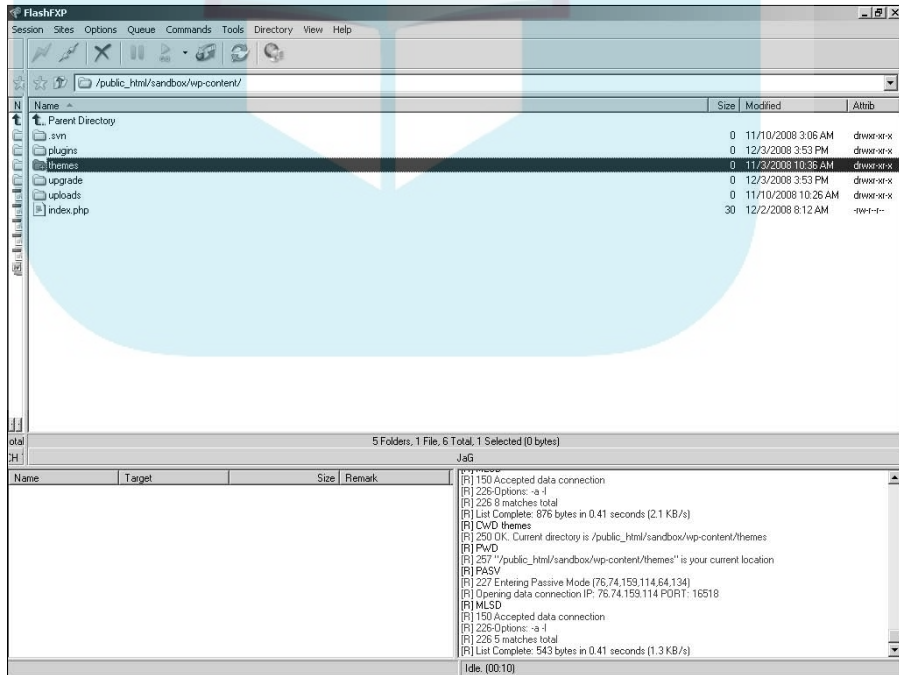 FlashFXP
Session Sites Options Queue Commands Tools Directory View Help
/public_html/sandbox/wp-content/
N Name Size Modified Attrib
Parent Directory
.svn 0 11/10/2008 3:06 AM drwxr-xr-x
plugins 0 12/3/2008 3:53 PM drwxr-xr-x
themes 0 11/3/2008 10:36 AM drwxr-xr-x
upgrade 0 12/3/2008 3:53 PM drwxr-xr-x
uploads 0 11/10/2008 10:26 AM drwxr-xr-x
index.php 30 12/2/2008 8:12 AM -rw-r--r--
otal 5 Folders, 1 File, 6 Total, 1 Selected (0 bytes)
CH JaG
Name Target Size Remark
[R] MLSD
[R] 150 Accepted data connection
[R] 226-Options: -a -l
[R] 226 8 matches total
[R] List Complete: 876 bytes in 0.41 seconds (2.1 KB/s)
[R] CWD themes
[R] 250 OK. Current directory is /public_html/sandbox/wp-content/themes
[R] PWD
[R] 257 "/public_html/sandbox/wp-content/themes" is your current location
[R] PASV
[R] 227 Entering Passive Mode (76,74,159,114,64,134)
[R] Opening data connection IP: 76.74.159.114 PORT: 16518
[R] MLSD
[R] 150 Accepted data connection
[R] 226-Options: -a -l
[R] 226 5 matches total
[R] List Complete: 543 bytes in 0.41 seconds (1.3 KB/s)
Idle. (00:10)